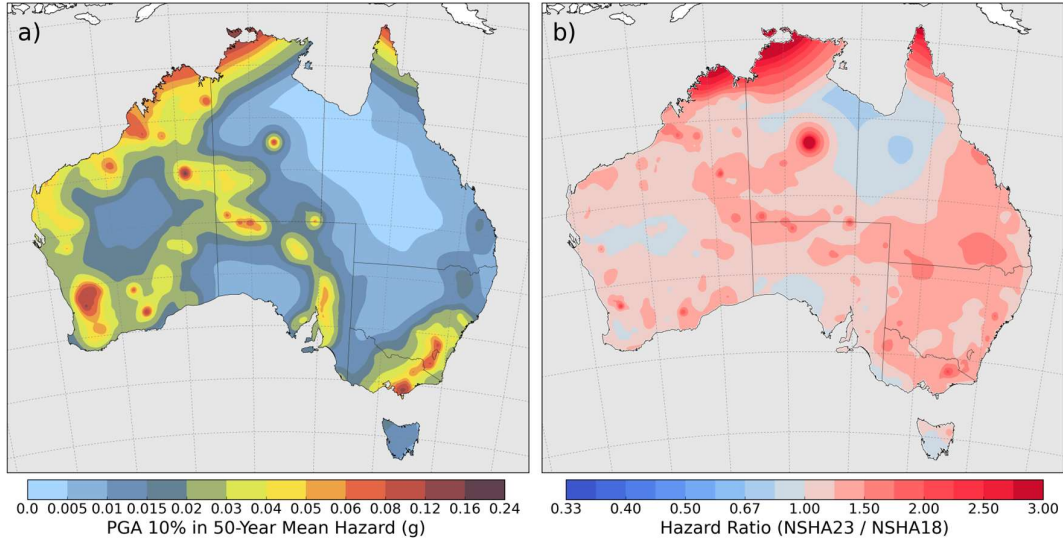 a)
b)
0.0 0.005 0.01 0.015 0.02 0.03 0.04 0.05 0.06 0.08 0.12 0.16 0.24
PGA 10% in 50-Year Mean Hazard (g)
0.33 0.40 0.50 0.67 1.00 1.50 2.00 2.50 3.00
Hazard Ratio (NSHA23 / NSHA18)